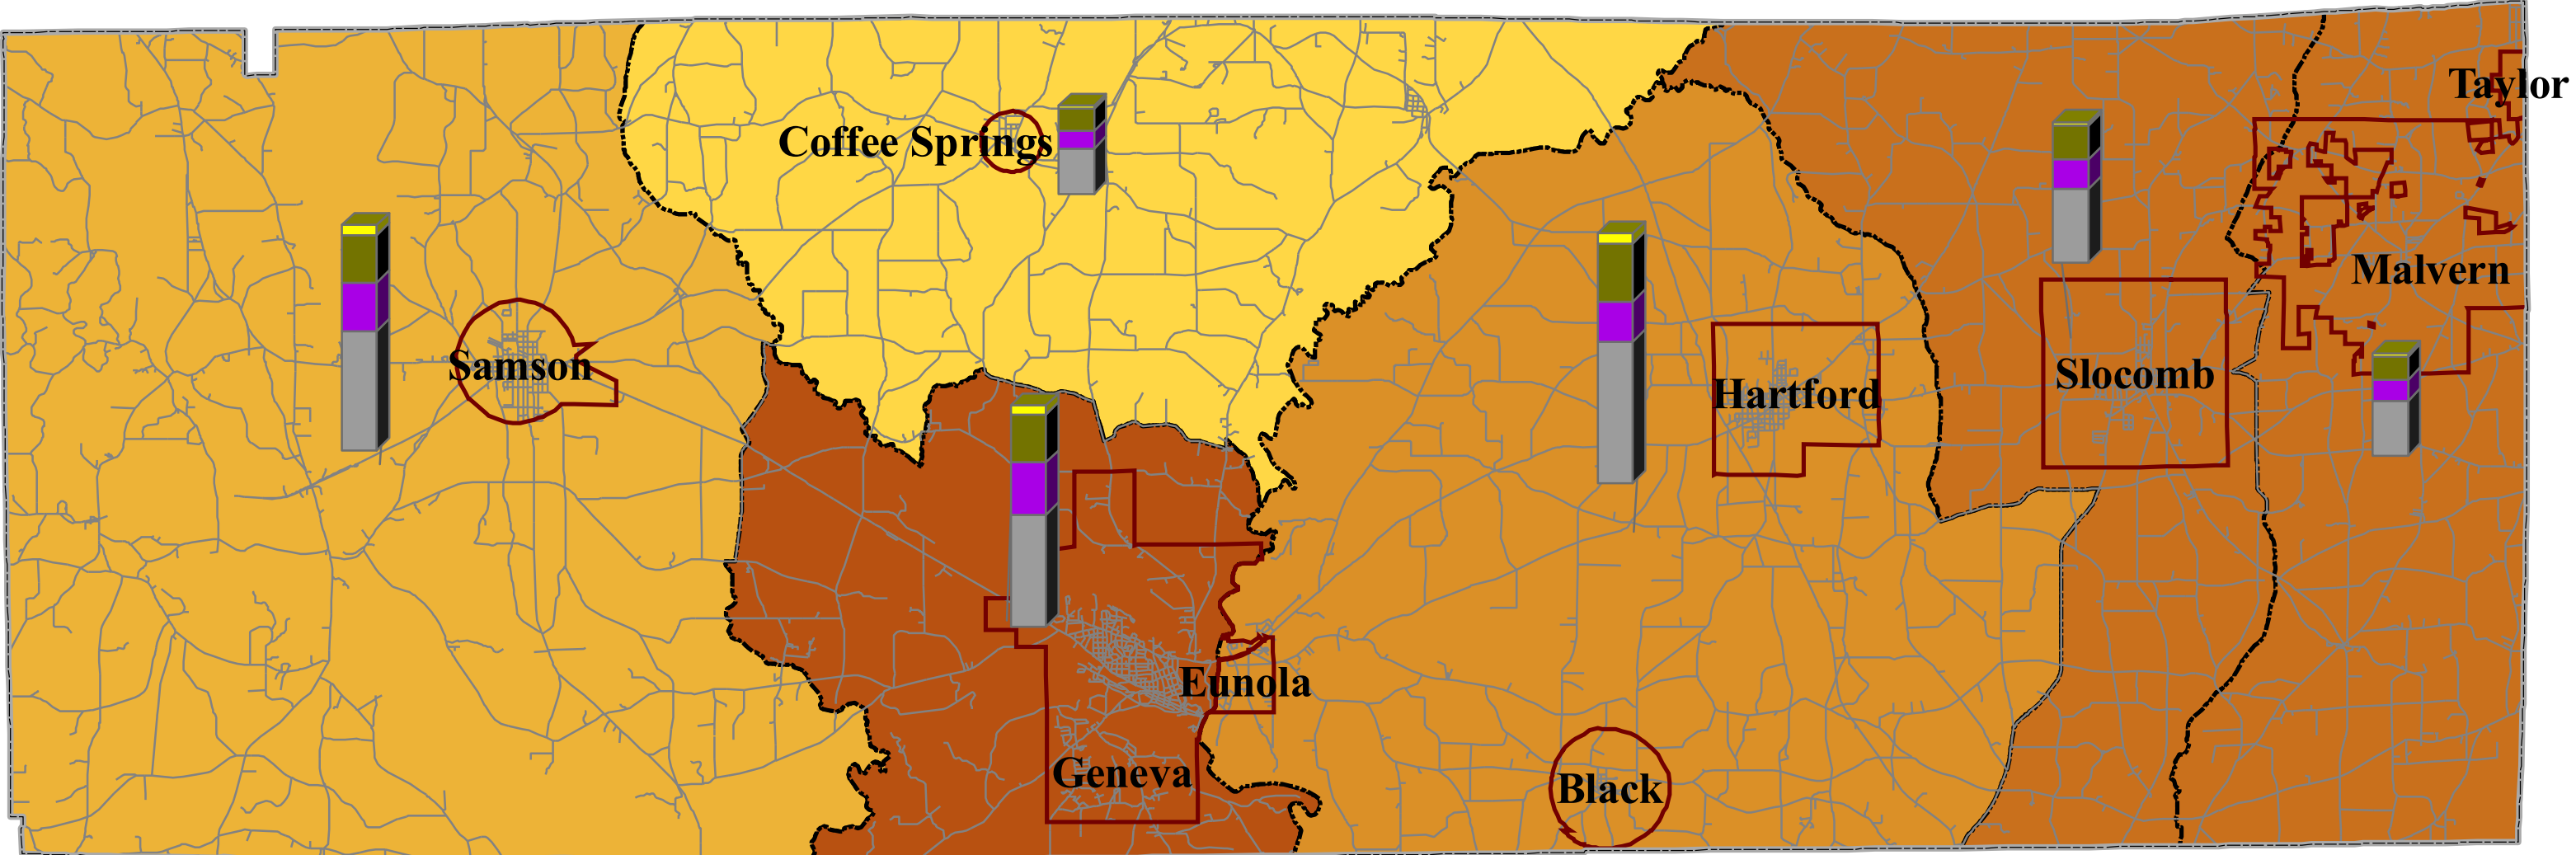 Taylor
Coffee Springs
Malvern
Samson
Slocomb
Hartford
Eunola
Geneva
Black